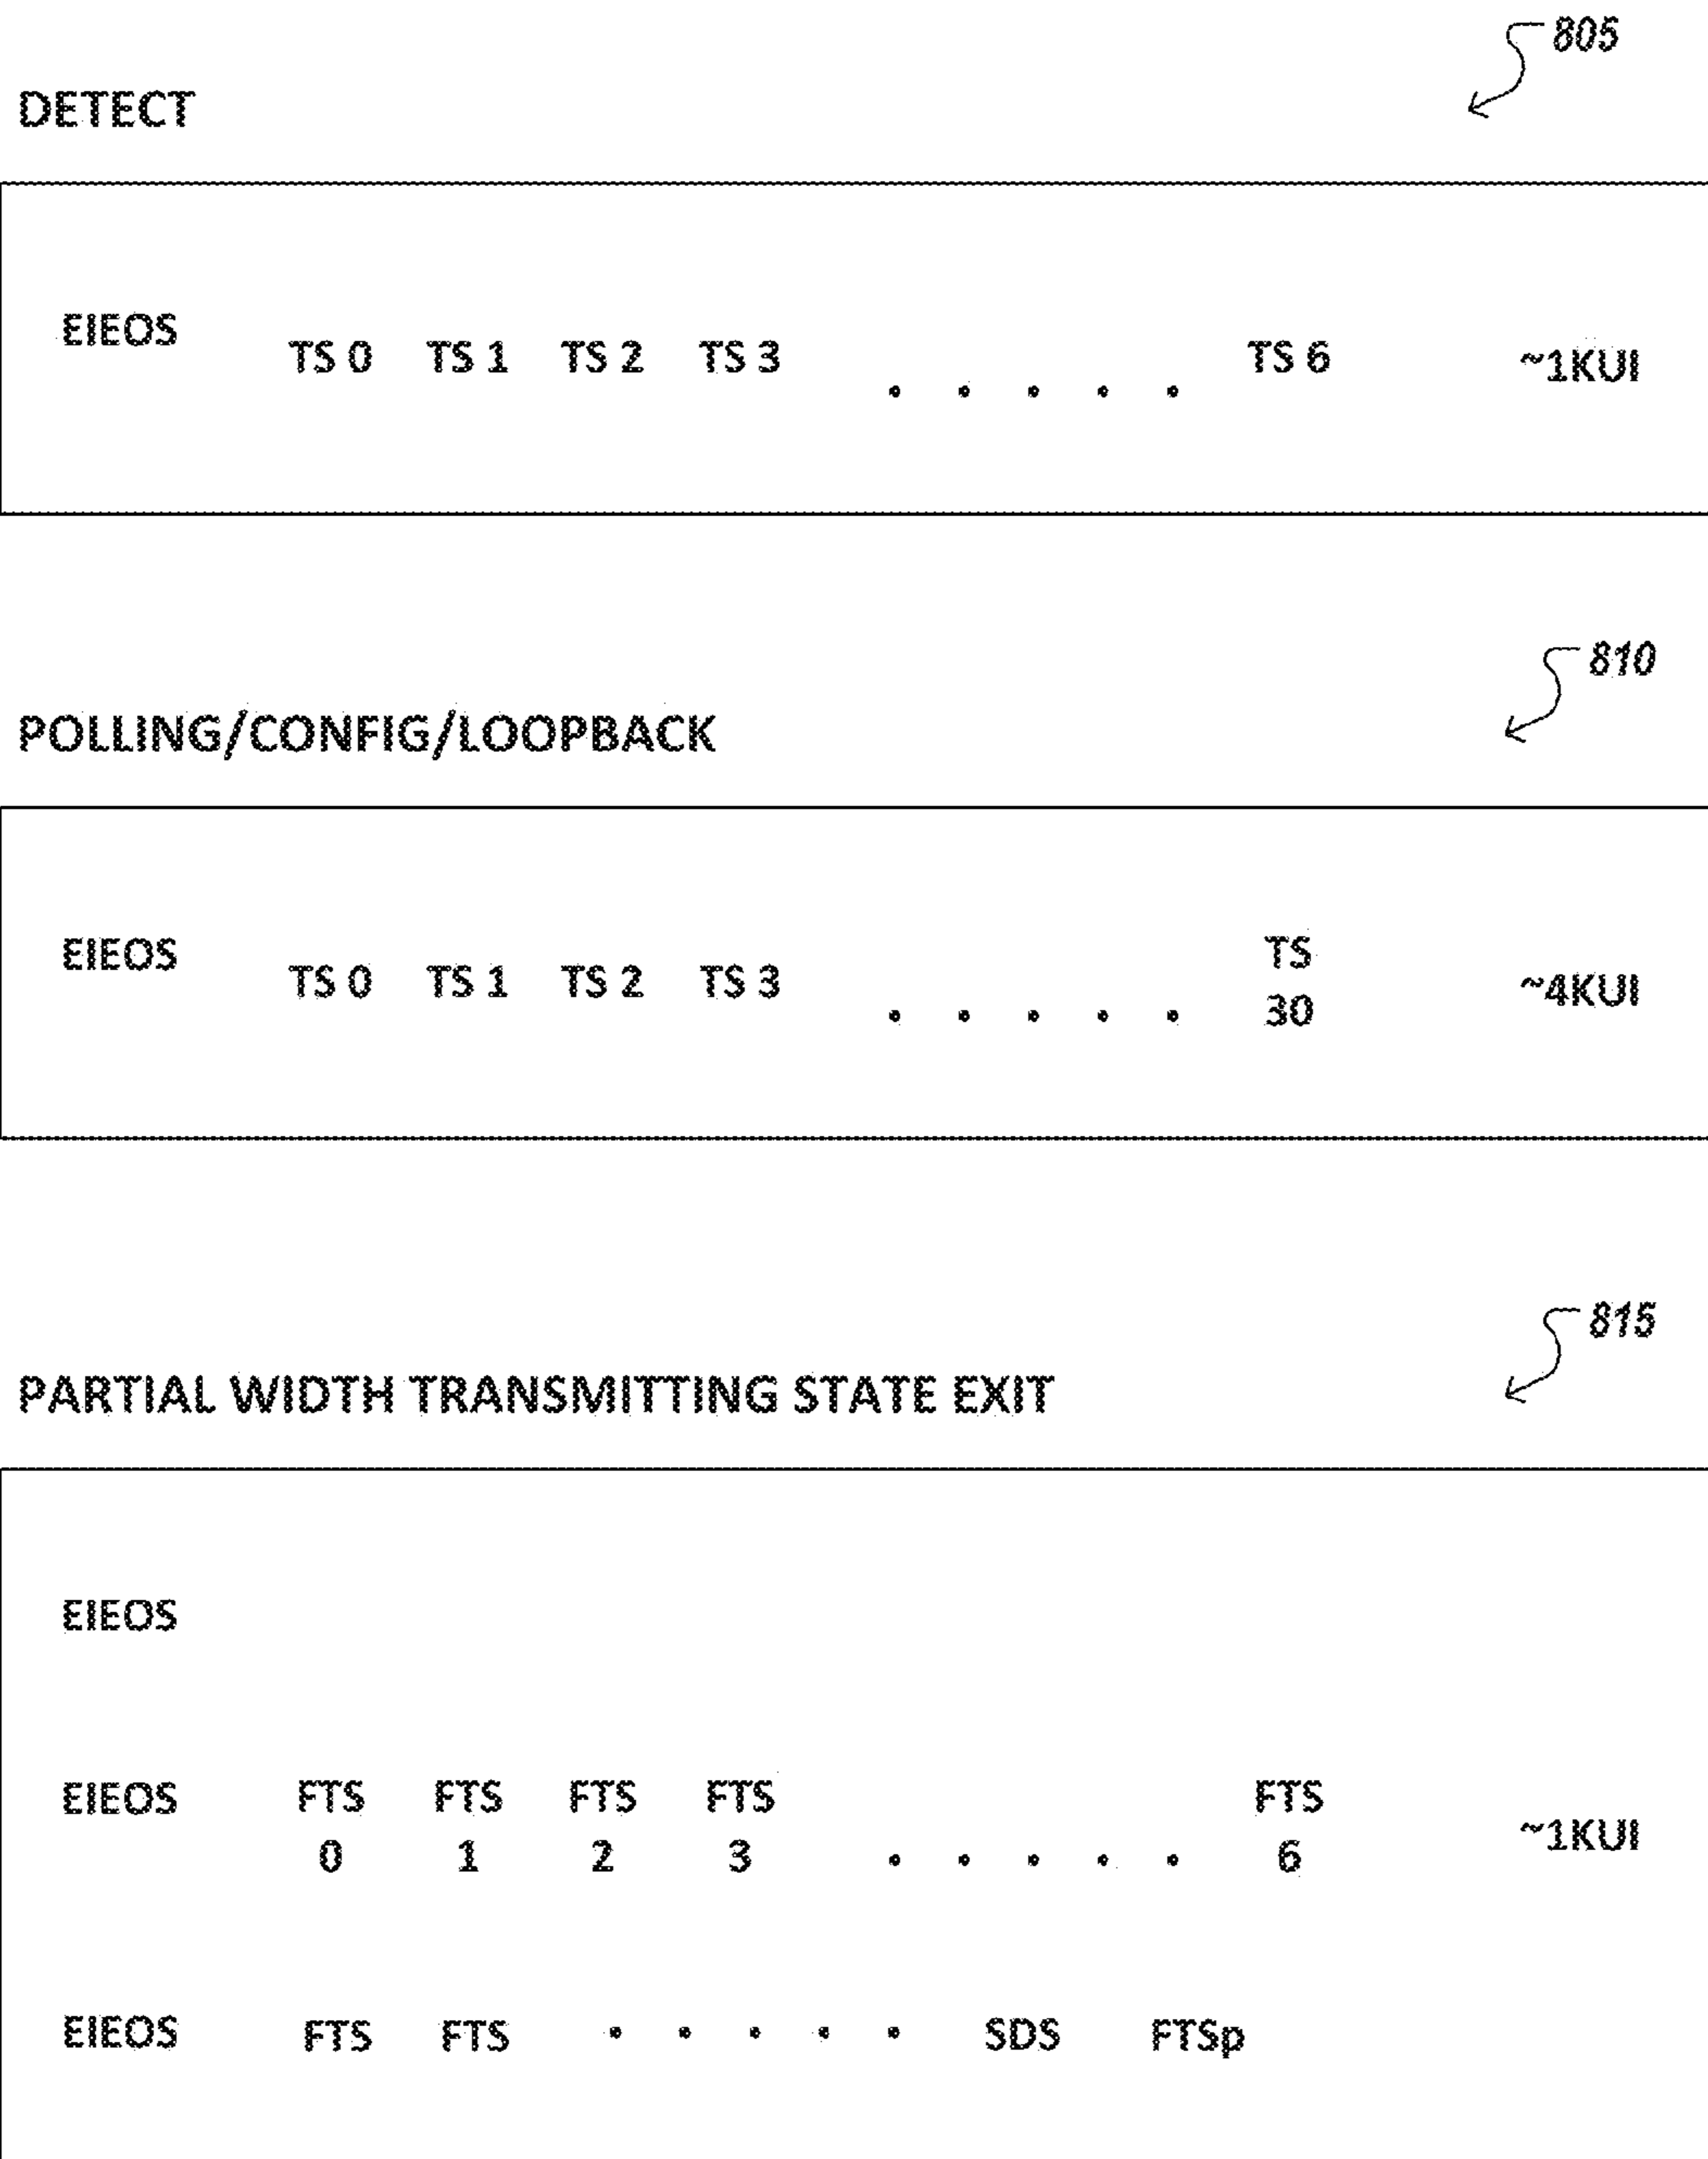 805
DETECT
EIEOS TS 0 TS 1 TS 2 TS 3 . . . . . TS 6 ~1KUI
810
POLLING/CONFIG/LOOPBACK
EIEOS TS 0 TS 1 TS 2 TS 3 . . . . . TS 30 ~4KUI
815
PARTIAL WIDTH TRANSMITTING STATE EXIT
EIEOS
EIEOS FTS 0 FTS 1 FTS 2 FTS 3 . . . . . FTS 6 ~1KUI
EIEOS FTS FTS . . . . . SDS FTSp